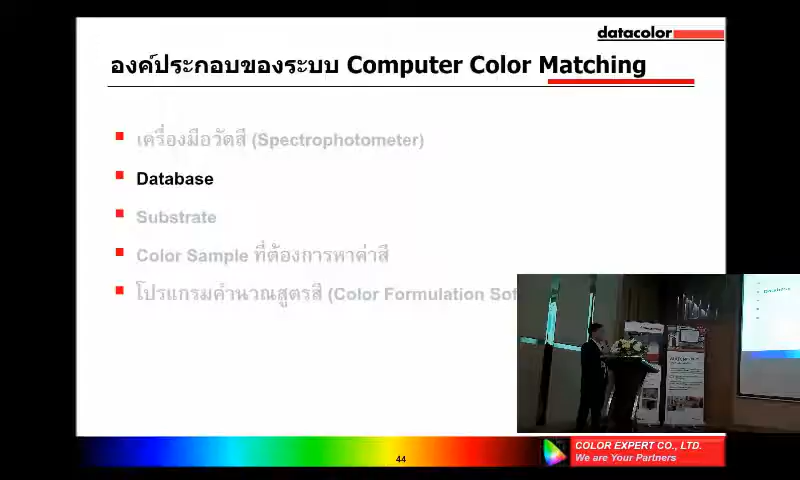 datacolor
องค์ประกอบของระบบ Computer Color Matching
เครื่องมือวัดสี (Spectrophotometer)
Database
Substrate
Color Sample ที่ต้องการหาค่าสี
โปรแกรมคำนวณสูตรสี (Color Formulation Sof
44
COLOR EXPERT CO., LTD.
We are Your Partners